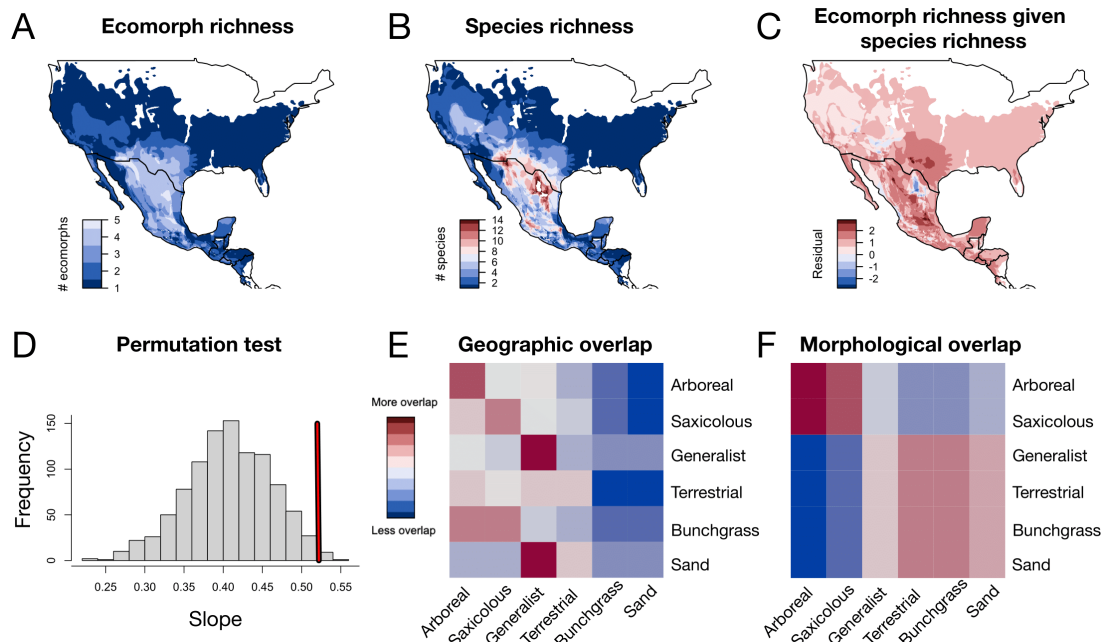 A
Ecomorph richness
# ecomorphs
5
4
3
2
1
B
Species richness
# species
14
12
10
8
6
4
2
C
Ecomorph richness given
species richness
Residual
2
1
0
-1
-2
D
Permutation test
Frequency
150
100
50
0
0.25 0.30 0.35 0.40 0.45 0.50 0.55
Slope
E
Geographic overlap
More overlap
Less overlap
Arboreal
Saxicolous
Generalist
Terrestrial
Bunchgrass
Sand
Arboreal
Saxicolous
Generalist
Terrestrial
Bunchgrass
Sand
F
Morphological overlap
Arboreal
Saxicolous
Generalist
Terrestrial
Bunchgrass
Sand
Arboreal
Saxicolous
Generalist
Terrestrial
Bunchgrass
Sand